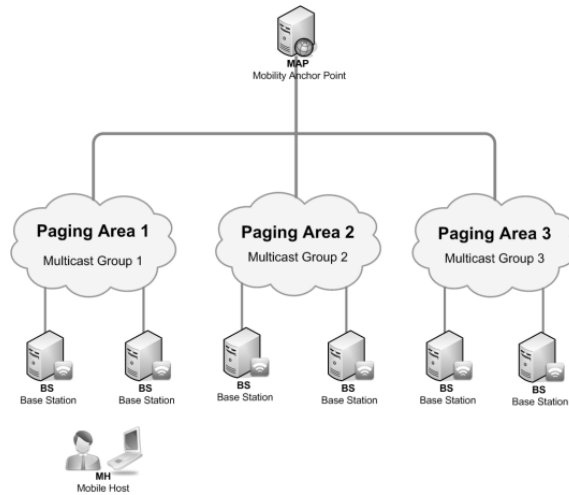 MAP
Mobility Anchor Point
Paging Area 1
Multicast Group 1
Paging Area 2
Multicast Group 2
Paging Area 3
Multicast Group 3
BS
Base Station
BS
Base Station
BS
Base Station
BS
Base Station
BS
Base Station
BS
Base Station
MH
Mobile Host